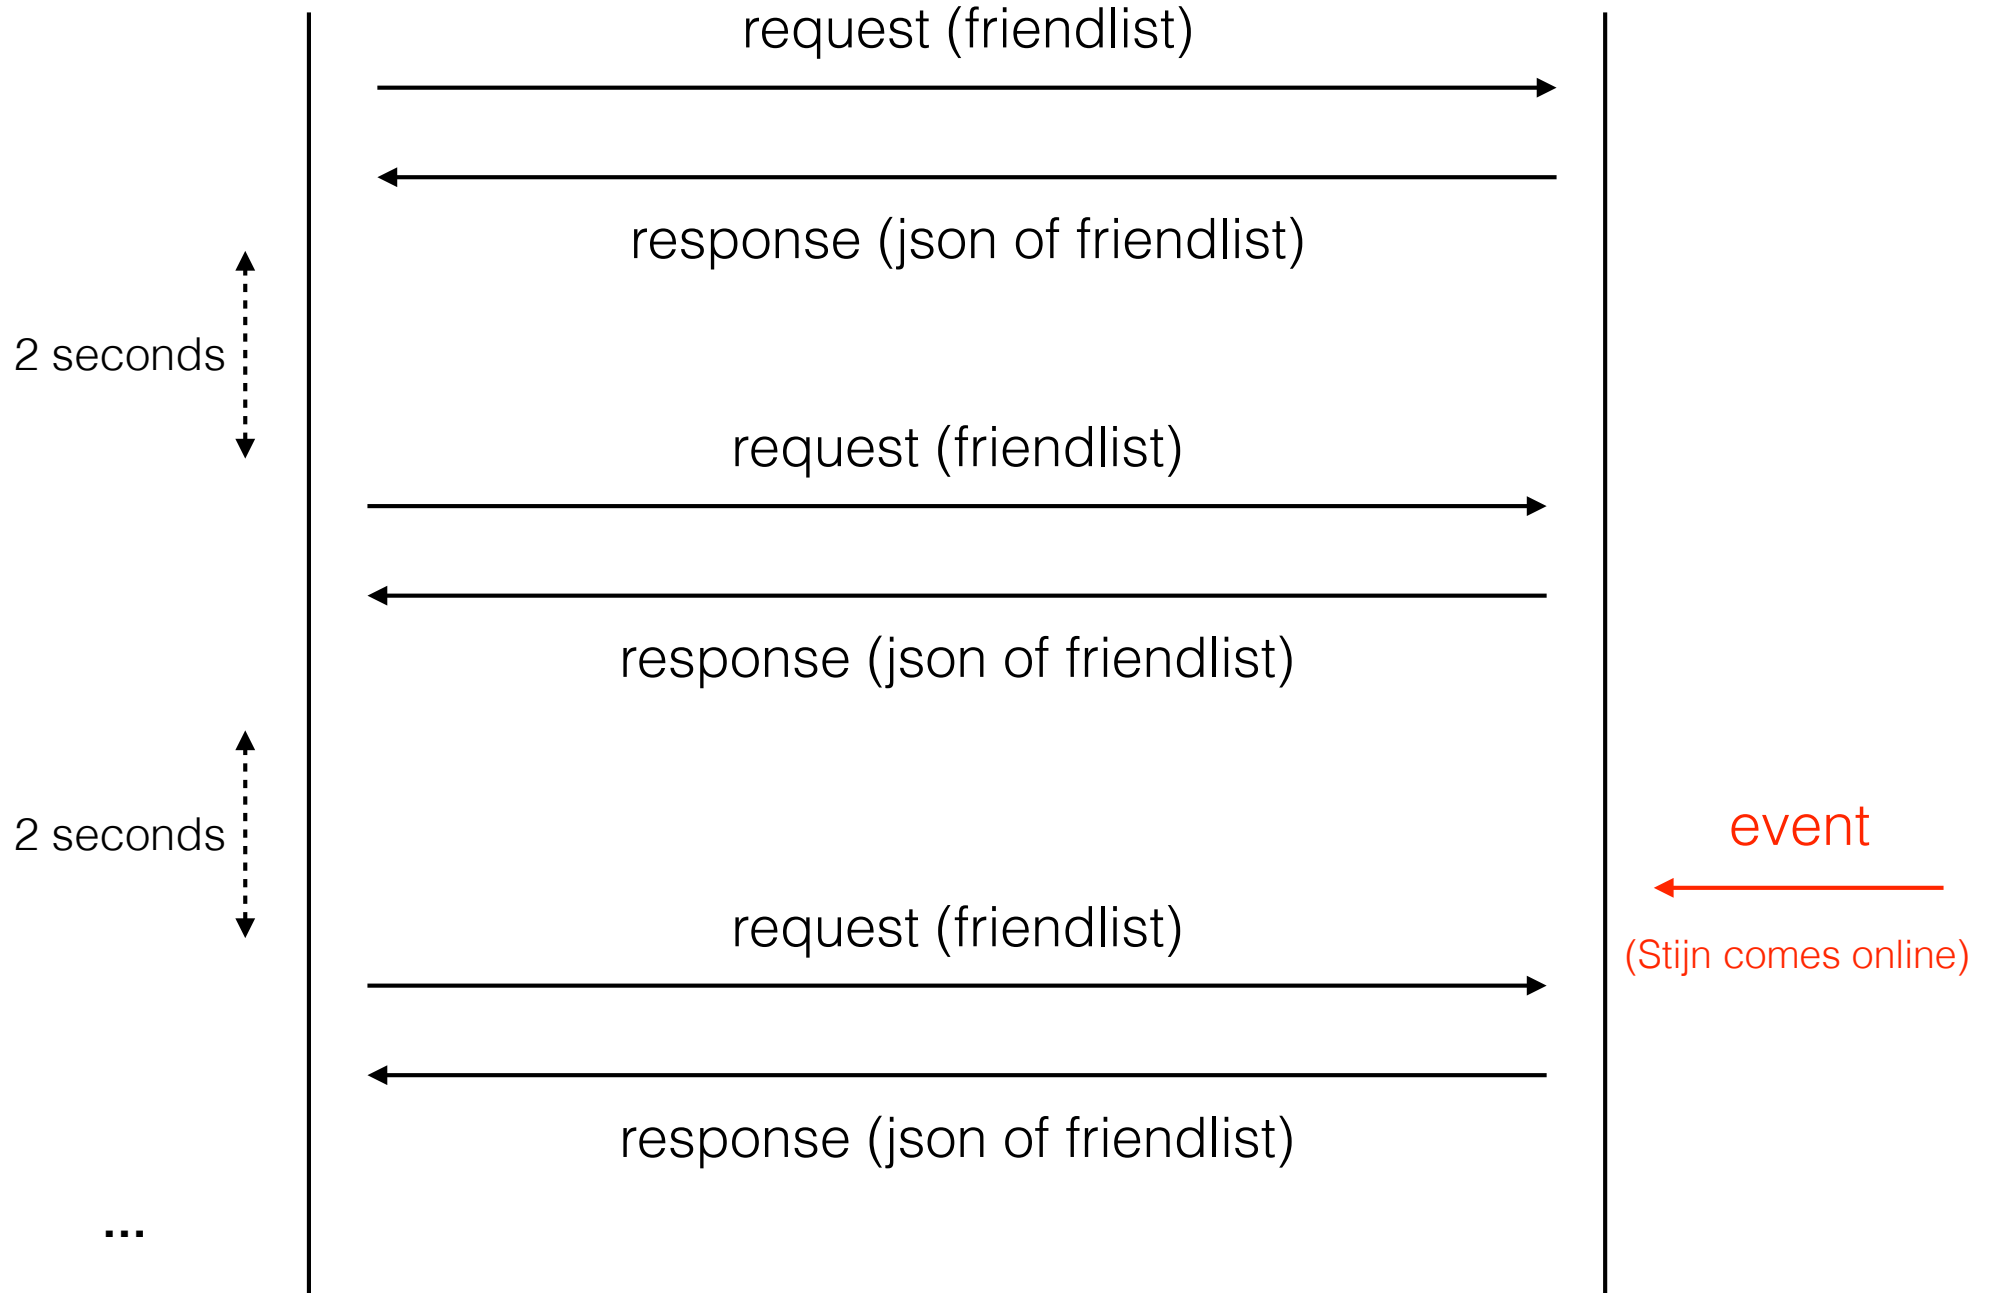 request (friendlist)
response (json of friendlist)
2 seconds
request (friendlist)
response (json of friendlist)
2 seconds
event
request (friendlist)
(Stijn comes online)
response (json of friendlist)
...